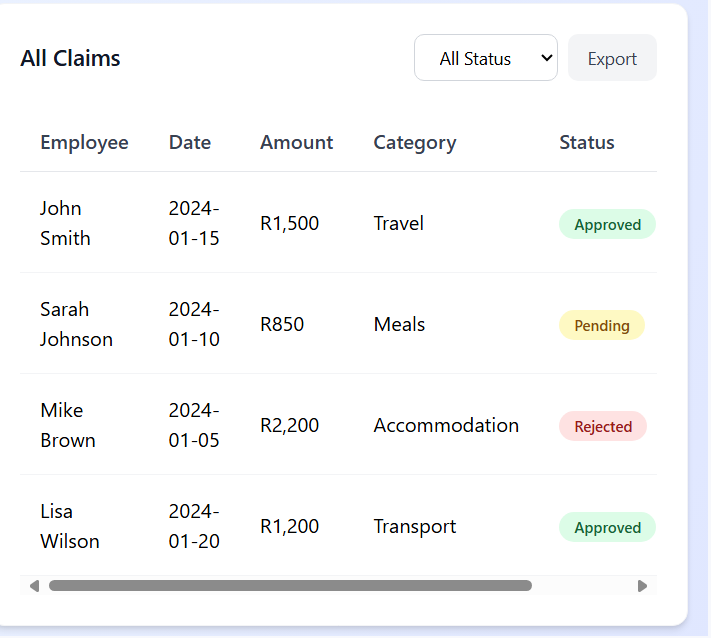 All Claims
All Status
Export
Employee Date Amount Category Status
John
Smith
2024-
01-15
R1,500
Travel
Approved
Sarah
Johnson
2024-
01-10
R850
Meals
Pending
Mike
Brown
2024-
01-05
R2,200
Accommodation
Rejected
Lisa
Wilson
2024-
01-20
R1,200
Transport
Approved